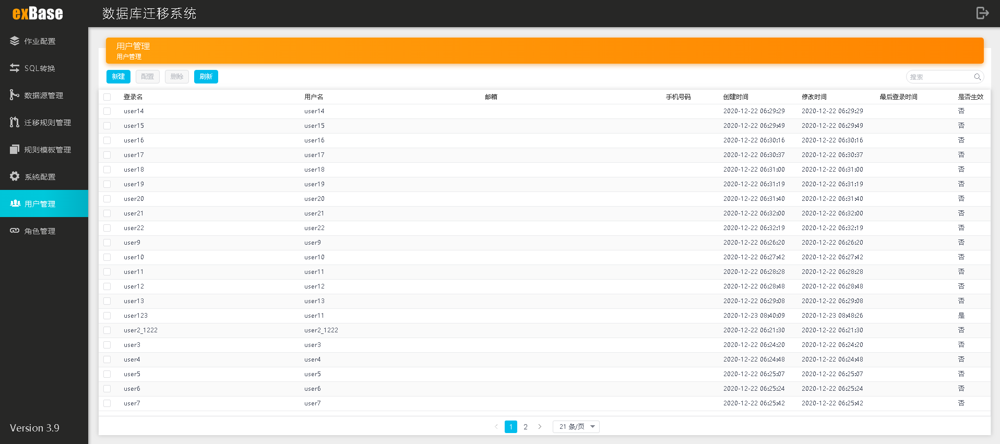 exBase
数据库迁移系统
作业配置
SQL转换
数据源管理
迁移规则管理
规则模板管理
系统配置
用户管理
角色管理
Version 3.9
用户管理
用户管理
新建 配置 删除 刷新 搜索
登录名 用户名 邮箱 手机号码 创建时间 修改时间 最后登录时间 是否生效
user14 user14 2020-12-22 06:29:29 2020-12-22 06:29:29 否
user15 user15 2020-12-22 06:29:49 2020-12-22 06:29:49 否
user16 user16 2020-12-22 06:30:16 2020-12-22 06:30:16 否
user17 user17 2020-12-22 06:30:37 2020-12-22 06:30:37 否
user18 user18 2020-12-22 06:31:00 2020-12-22 06:31:00 否
user19 user19 2020-12-22 06:31:19 2020-12-22 06:31:19 否
user20 user20 2020-12-22 06:31:40 2020-12-22 06:31:40 否
user21 user21 2020-12-22 06:32:00 2020-12-22 06:32:00 否
user22 user22 2020-12-22 06:32:19 2020-12-22 06:32:19 否
user9 user9 2020-12-22 06:26:20 2020-12-22 06:26:20 否
user10 user10 2020-12-22 06:27:42 2020-12-22 06:27:42 否
user11 user11 2020-12-22 06:28:28 2020-12-22 06:28:28 否
user12 user12 2020-12-22 06:28:48 2020-12-22 06:28:48 否
user13 user13 2020-12-22 06:29:08 2020-12-22 06:29:08 否
user123 user11 2020-12-23 08:40:09 2020-12-23 08:48:26 是
user2_1222 user2_1222 2020-12-22 06:21:30 2020-12-22 06:21:30 否
user3 user3 2020-12-22 06:24:20 2020-12-22 06:24:20 否
user4 user4 2020-12-22 06:24:48 2020-12-22 06:24:48 否
user5 user5 2020-12-22 06:25:07 2020-12-22 06:25:07 否
user6 user6 2020-12-22 06:25:24 2020-12-22 06:25:24 否
user7 user7 2020-12-22 06:25:42 2020-12-22 06:25:42 否
1 2 21 条/页